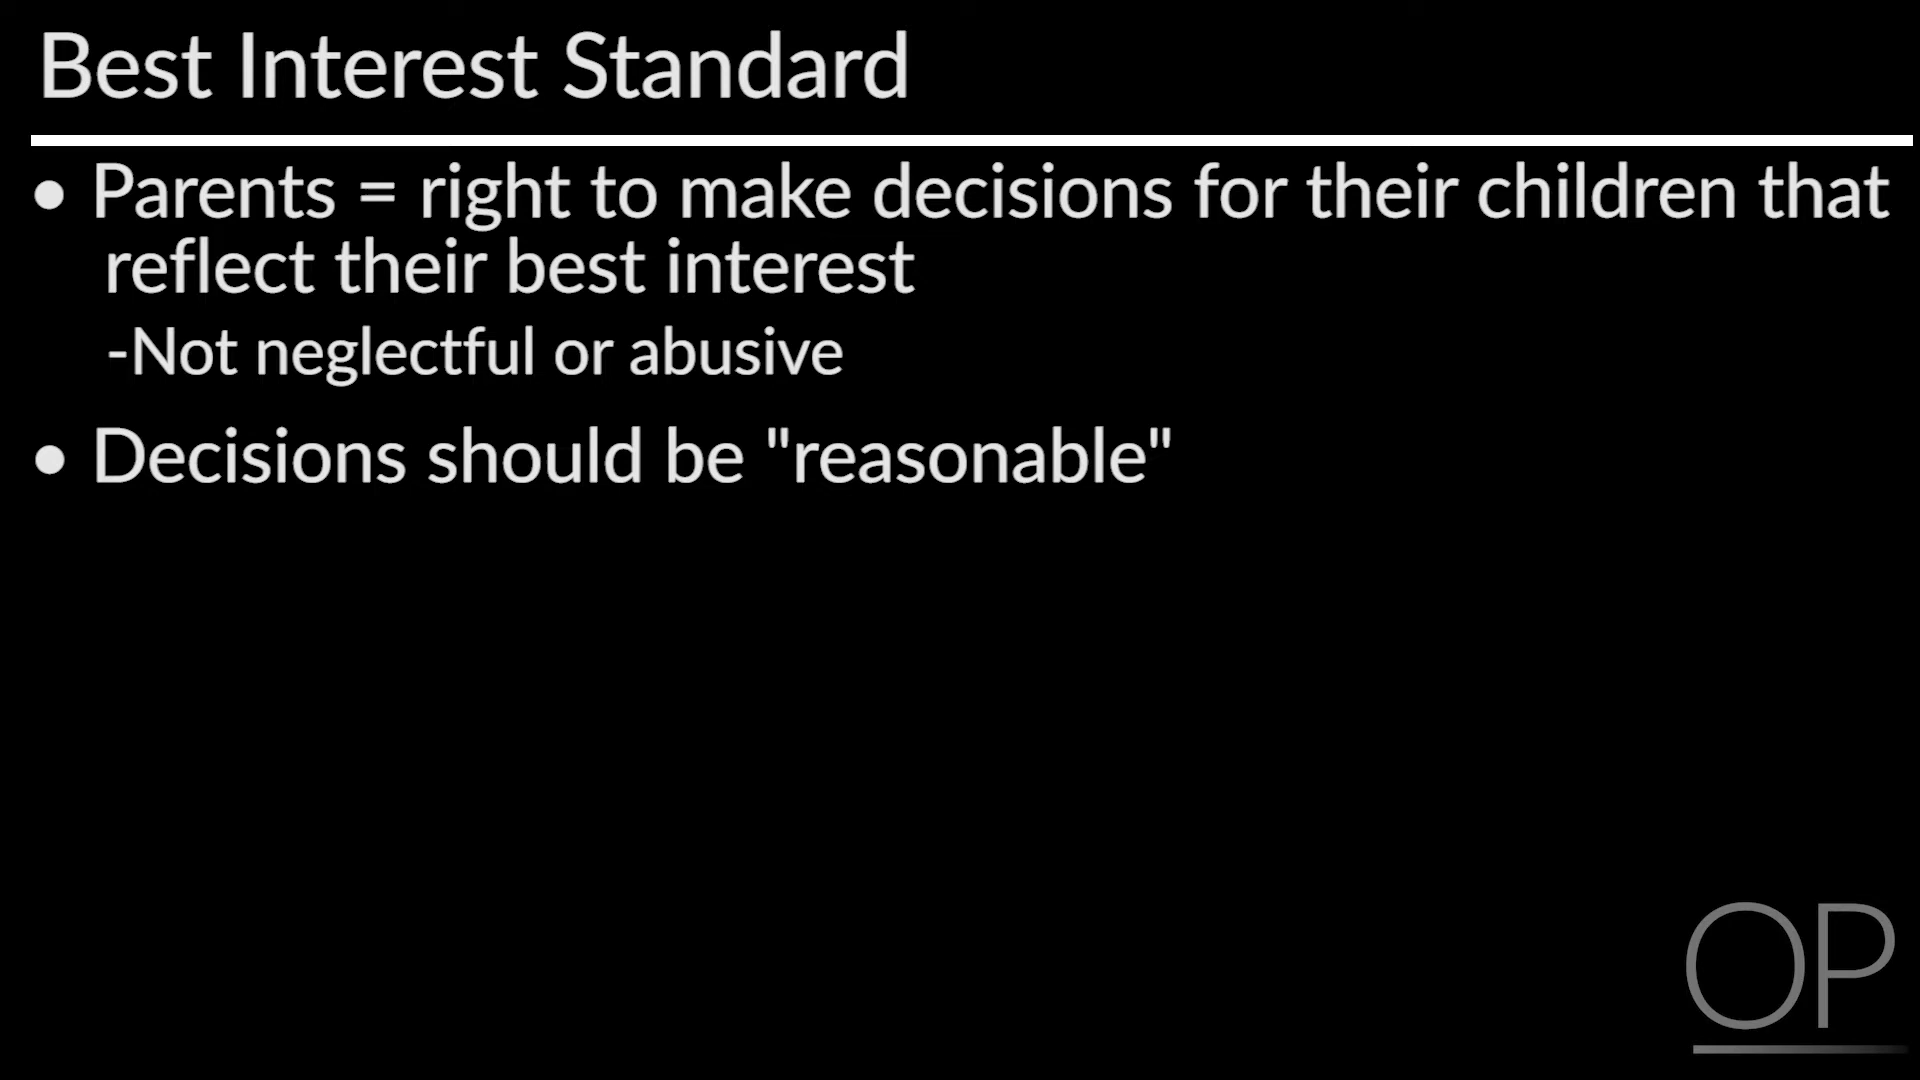 Best Interest Standard
• Parents = right to make decisions for their children that
reflect their best interest
-Not neglectful or abusive
• Decisions should be "reasonable"
OP